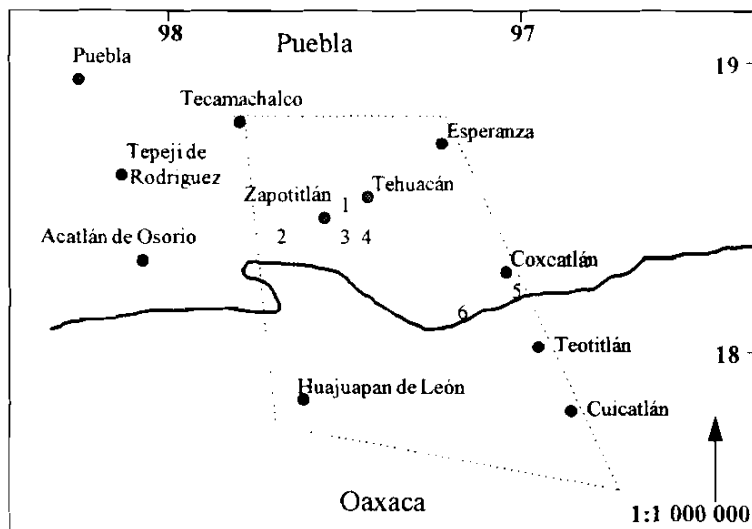 98
97
Puebla
19
Puebla
Tecamachalco
Esperanza
Tepeji de
Rodriguez
Tehuacán
Zapotitlán
1
Acatlán de Osorio
2
3
4
Coxcatlán
5
6
Teotitlán
18
Huajuapan de León
Cuicatlán
Oaxaca
1:1 000 000